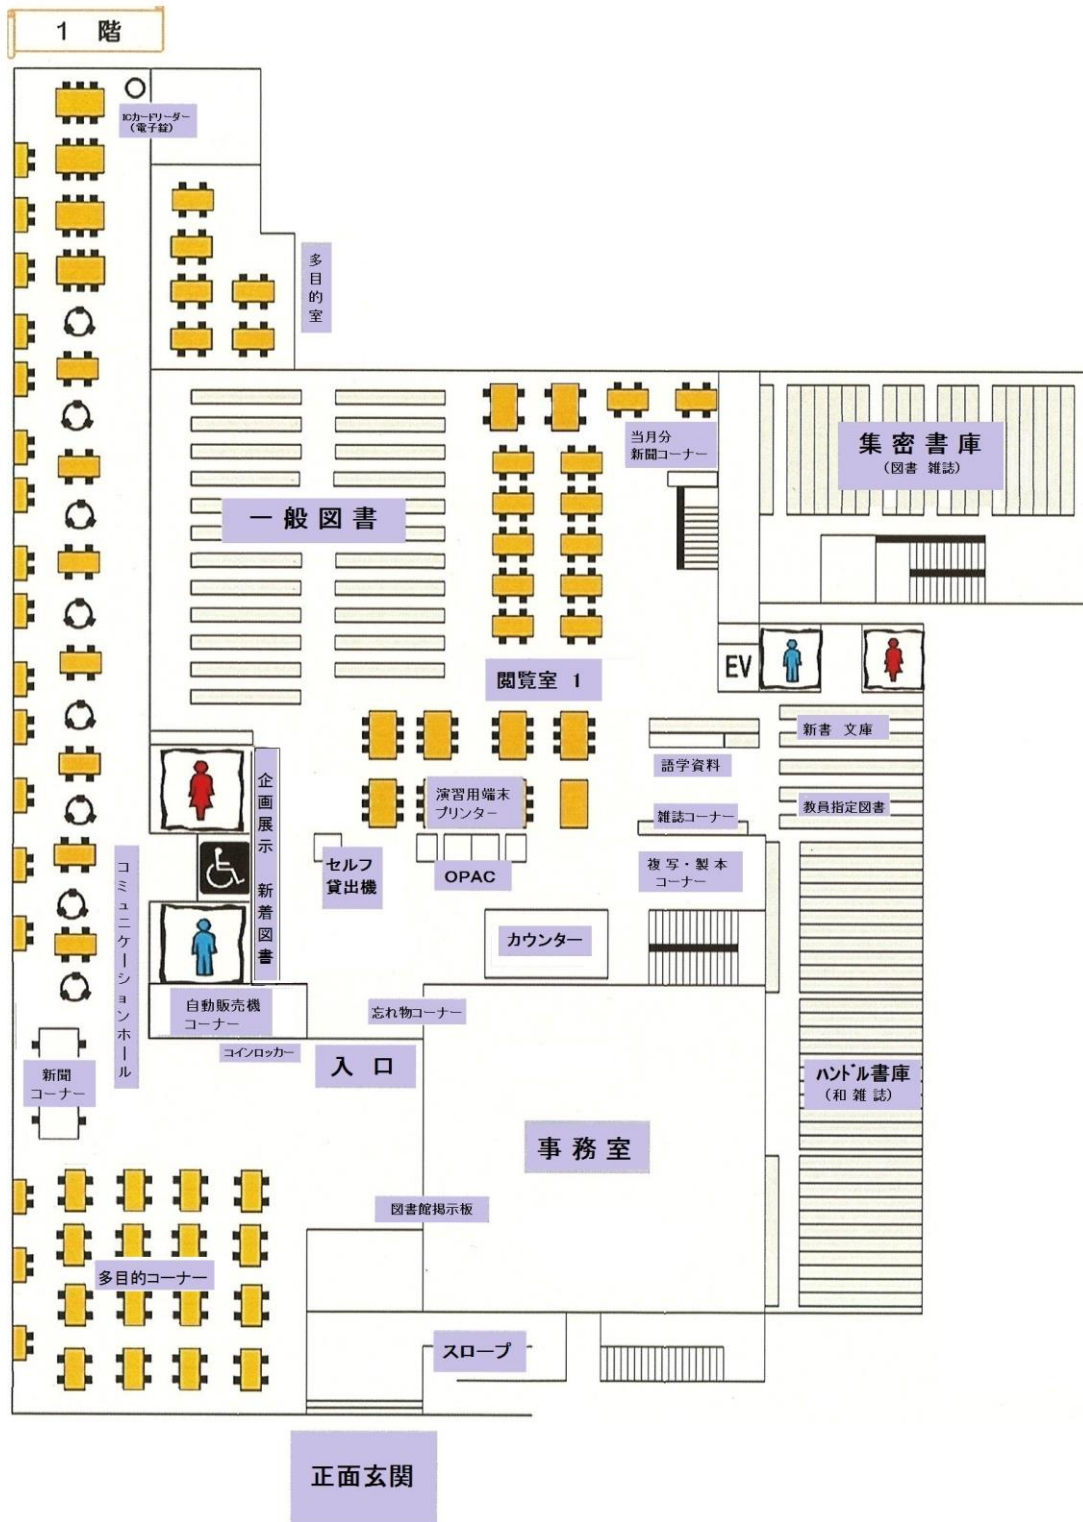 1 階
ICカードリーダー
(電子錠)
多目的室
当月分
新聞コーナー
集密書庫
(図書 雑誌)
一般図書
EV
閲覧室 1
新書 文庫
語学資料
企画展示 新着図書
演習用端末
プリンター
教員指定図書
雑誌コーナー
セルフ
貸出機
OPAC
複写・製本
コーナー
コミュニケーションホール
カウンター
自動販売機
コーナー
忘れ物コーナー
コインロッカー
入口
新聞
コーナー
ハンドル書庫
(和雑誌)
事務室
図書館掲示板
多目的コーナー
スロープ
正面玄関